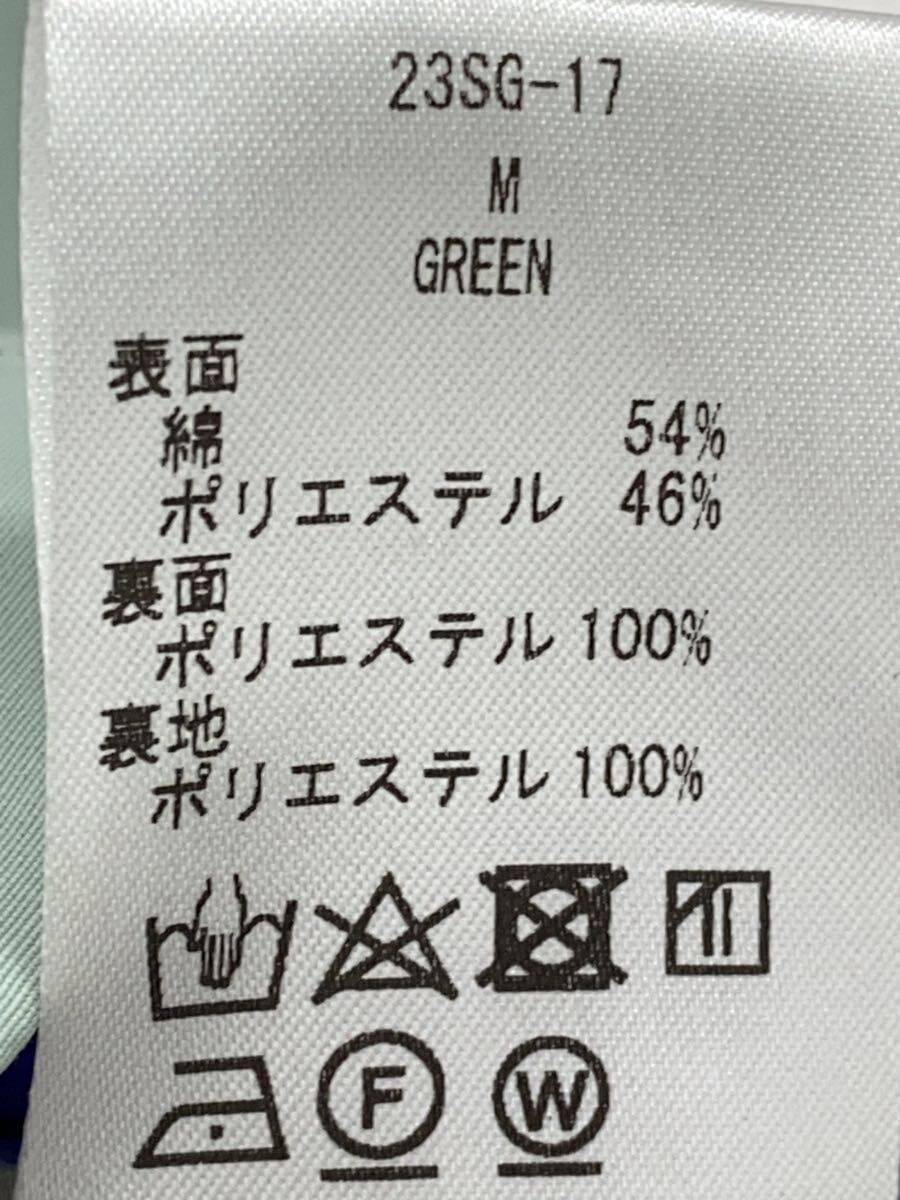 23SG-17
M
GREEN
表面
綿 54%
ポリエステル 46%
裏面
ポリエステル 100%
裏地
ポリエステル 100%
F W